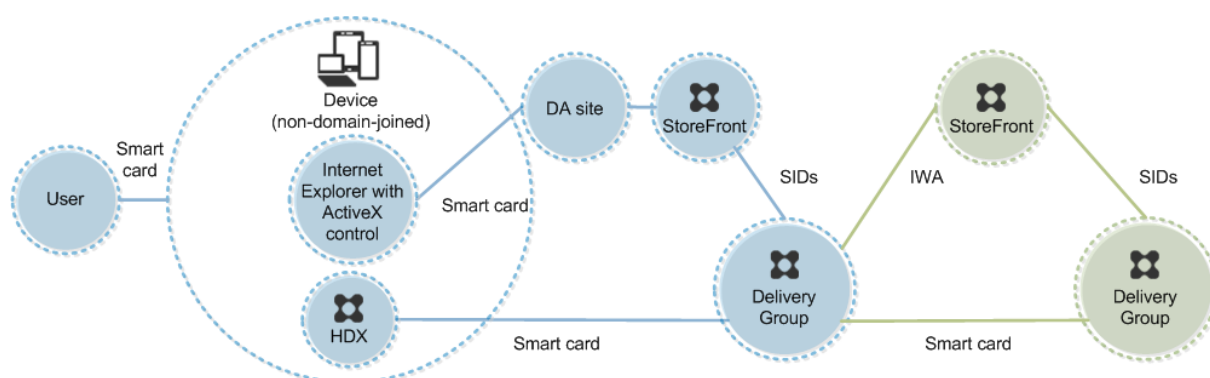 User
Smart
card
Device
(non-domain-joined)
Internet
Explorer with
ActiveX
control
HDX
Smart card
DA site
StoreFront
SIDs
Delivery
Group
Smart card
IWA
StoreFront
SIDs
Delivery
Group
Smart card